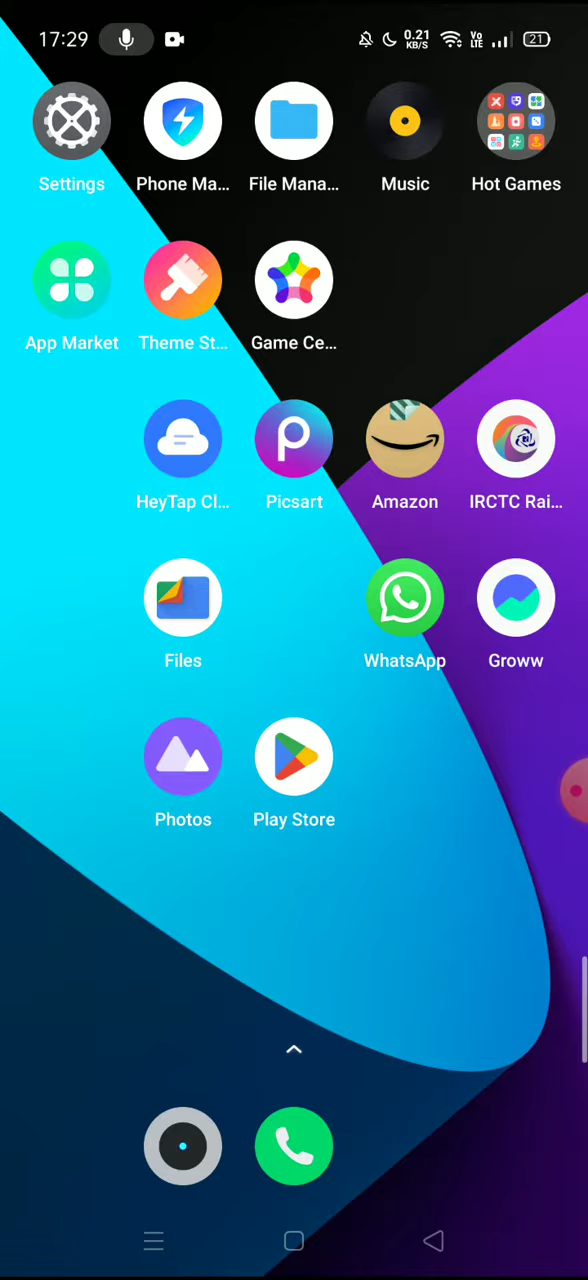 17:29 0.21 KB/S Vo LTE 21
Settings Phone Ma... File Mana... Music Hot Games
App Market Theme St... Game Ce...
HeyTap Cl... Picsart Amazon IRCTC Rai...
Files WhatsApp Groww
Photos Play Store